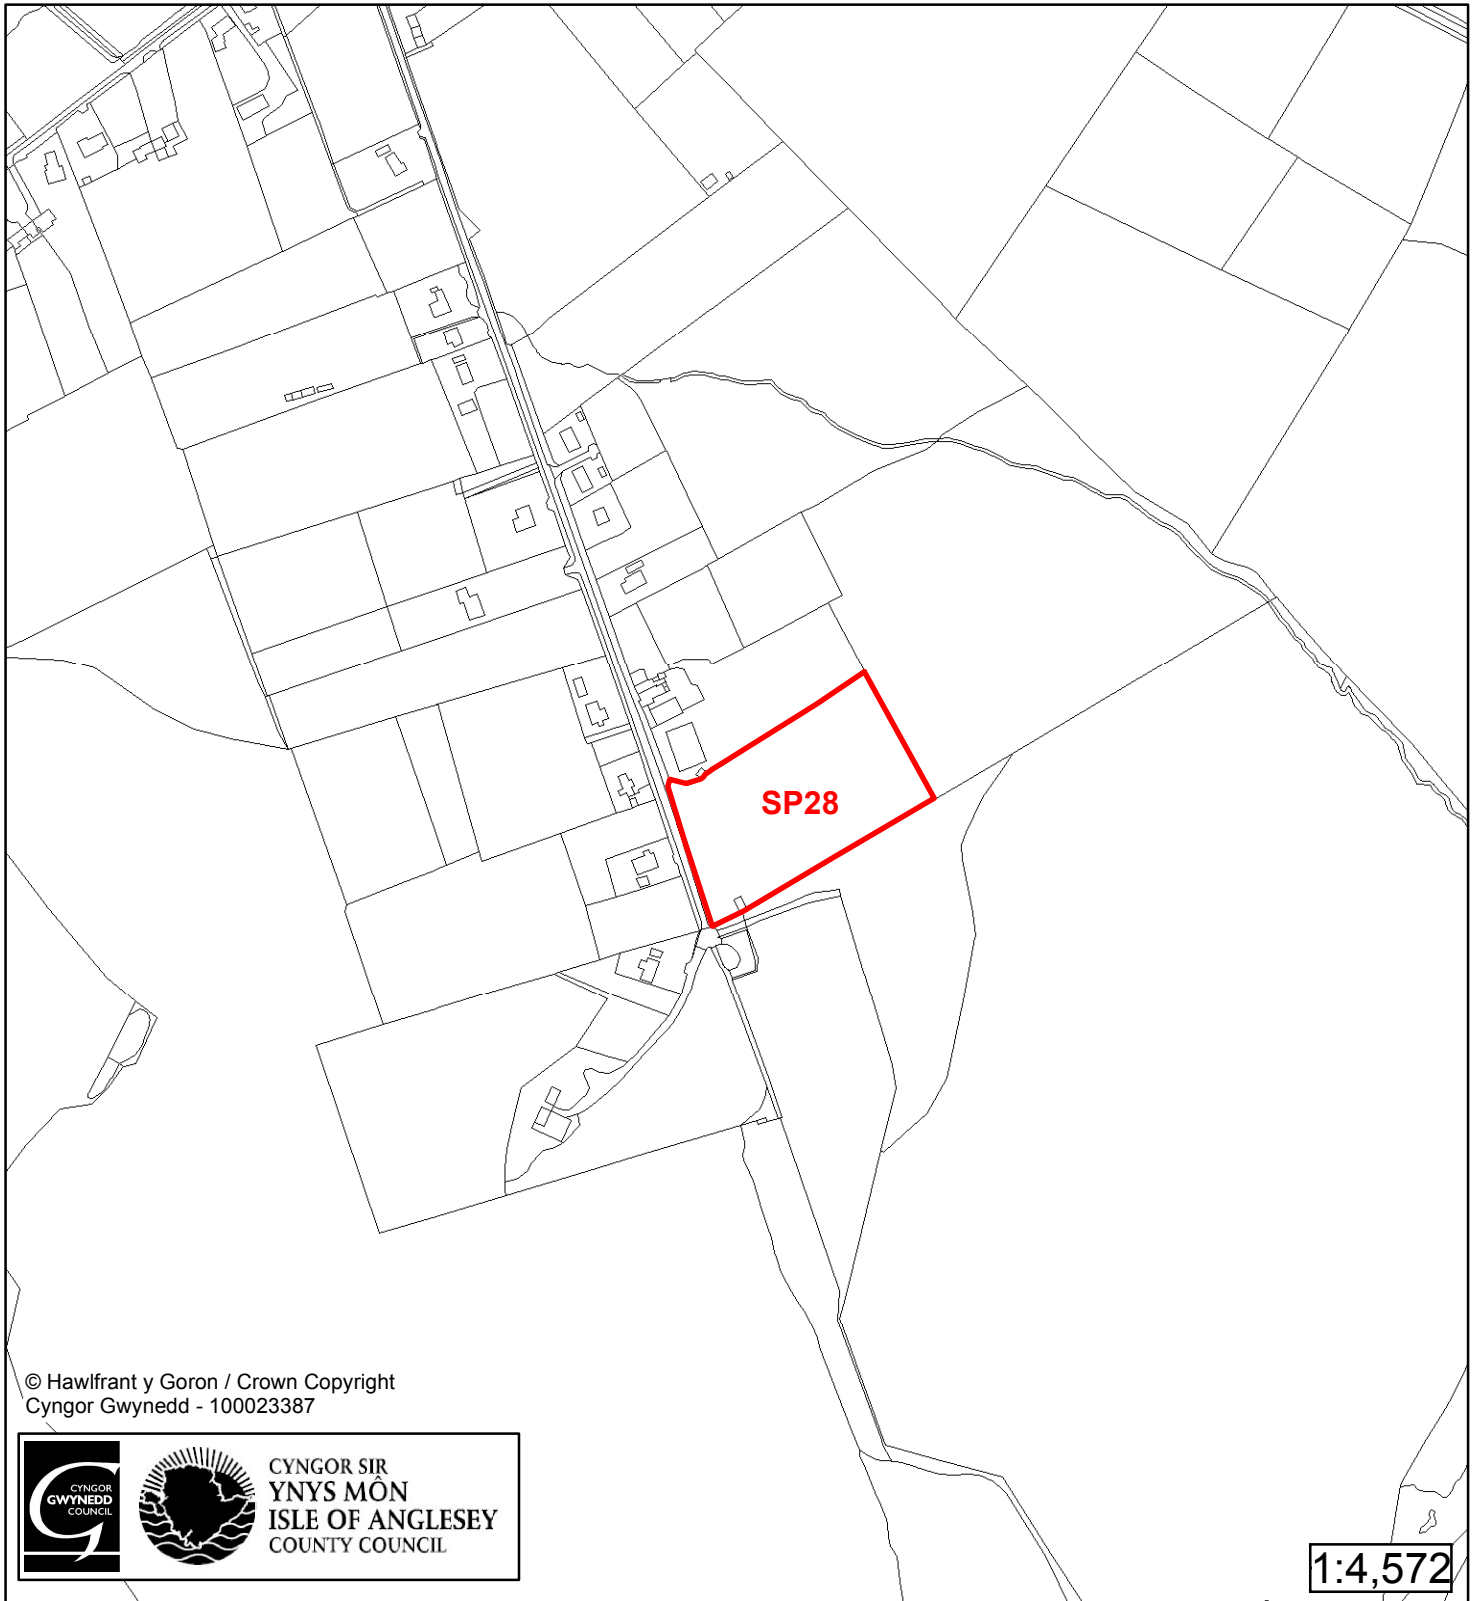 SP28
© Hawlfrant y Goron / Crown Copyright
Cyngor Gwynedd - 100023387
CYNGOR
GWYNEDD
COUNCIL
CYNGOR SIR
YNYS MÔN
ISLE OF ANGLESEY
COUNTY COUNCIL
1:4,572